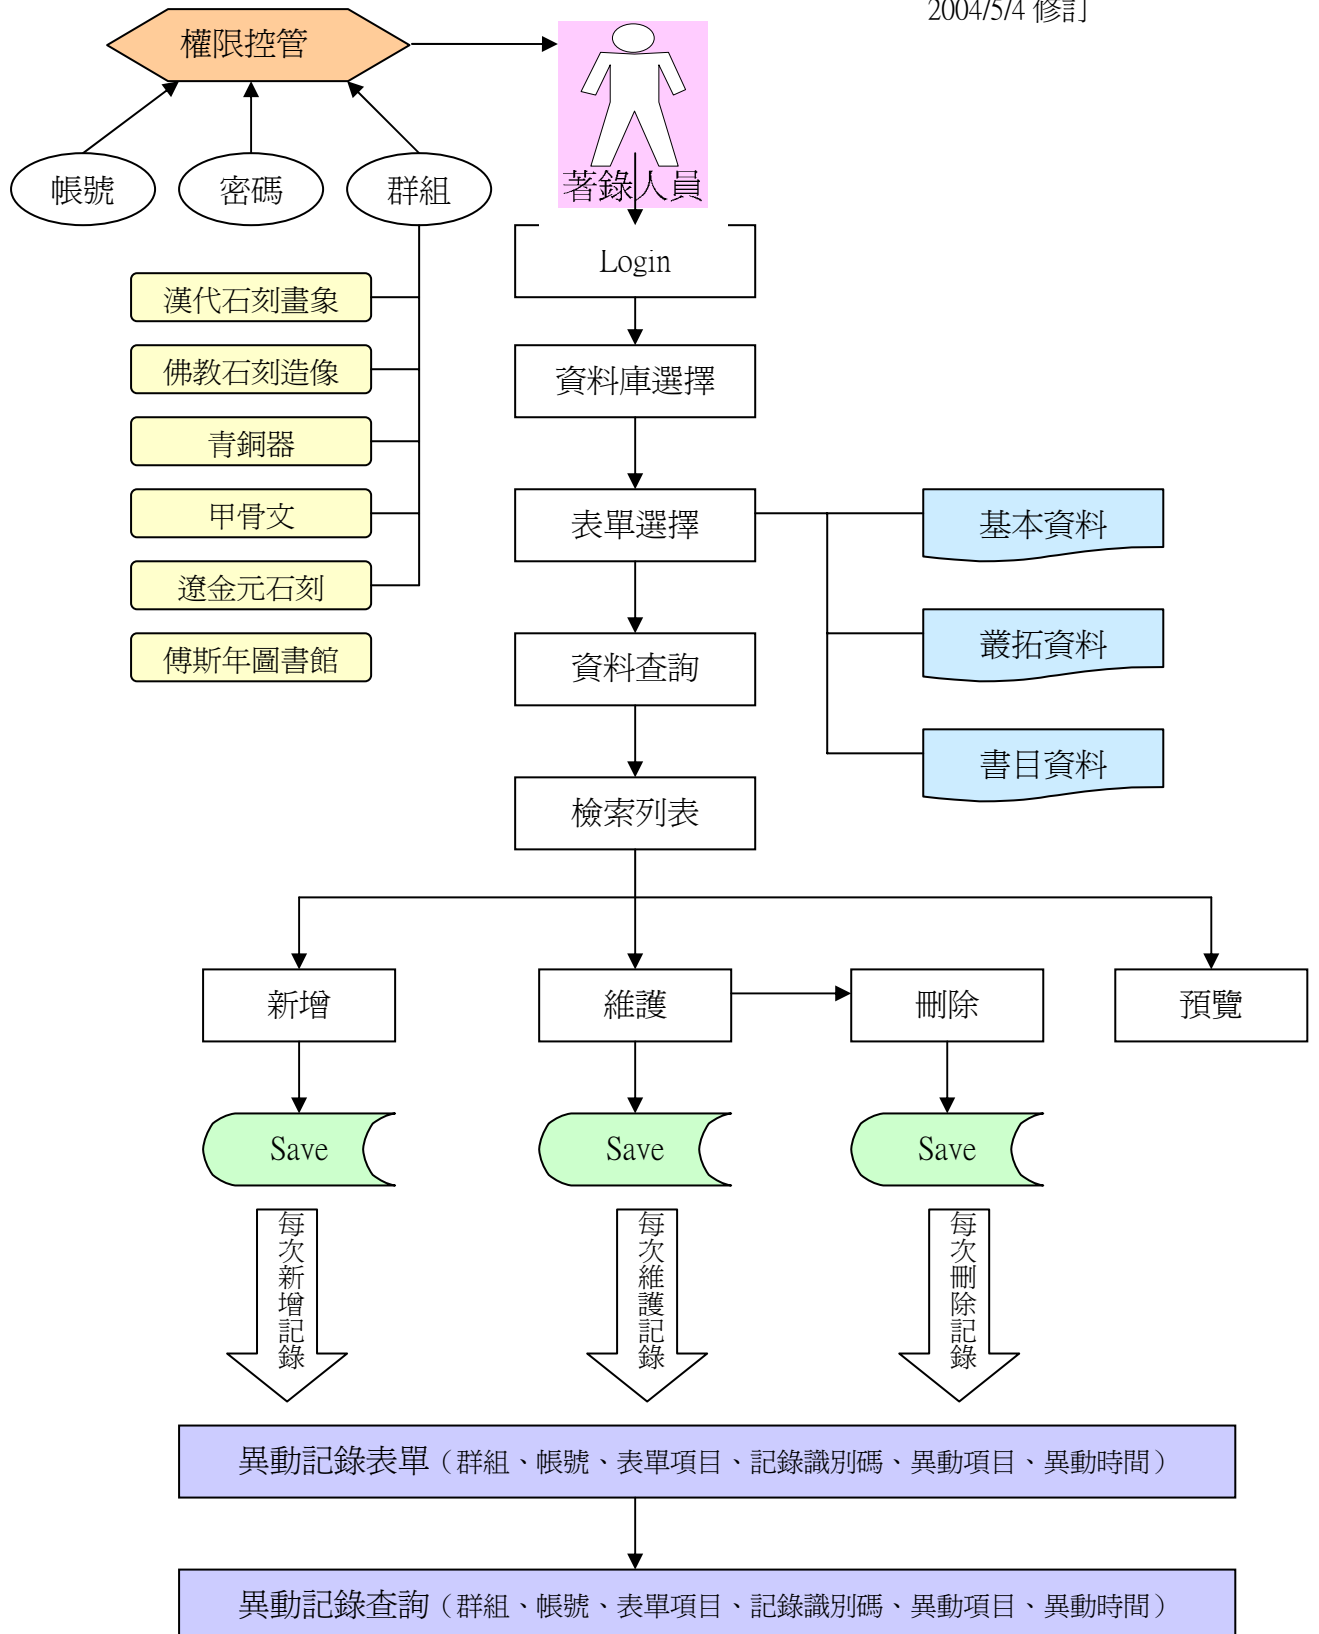 2004/5/4 修訂
權限控管
著錄人員
帳號
密碼
群組
漢代石刻畫象
佛教石刻造像
青銅器
甲骨文
遼金元石刻
傅斯年圖書館
Login
資料庫選擇
表單選擇
基本資料
叢拓資料
書目資料
資料查詢
檢索列表
新增
維護
刪除
預覽
Save
Save
Save
每次新增記錄
每次維護記錄
每次刪除記錄
異動記錄表單（群組、帳號、表單項目、記錄識別碼、異動項目、異動時間）
異動記錄查詢（群組、帳號、表單項目、記錄識別碼、異動項目、異動時間）